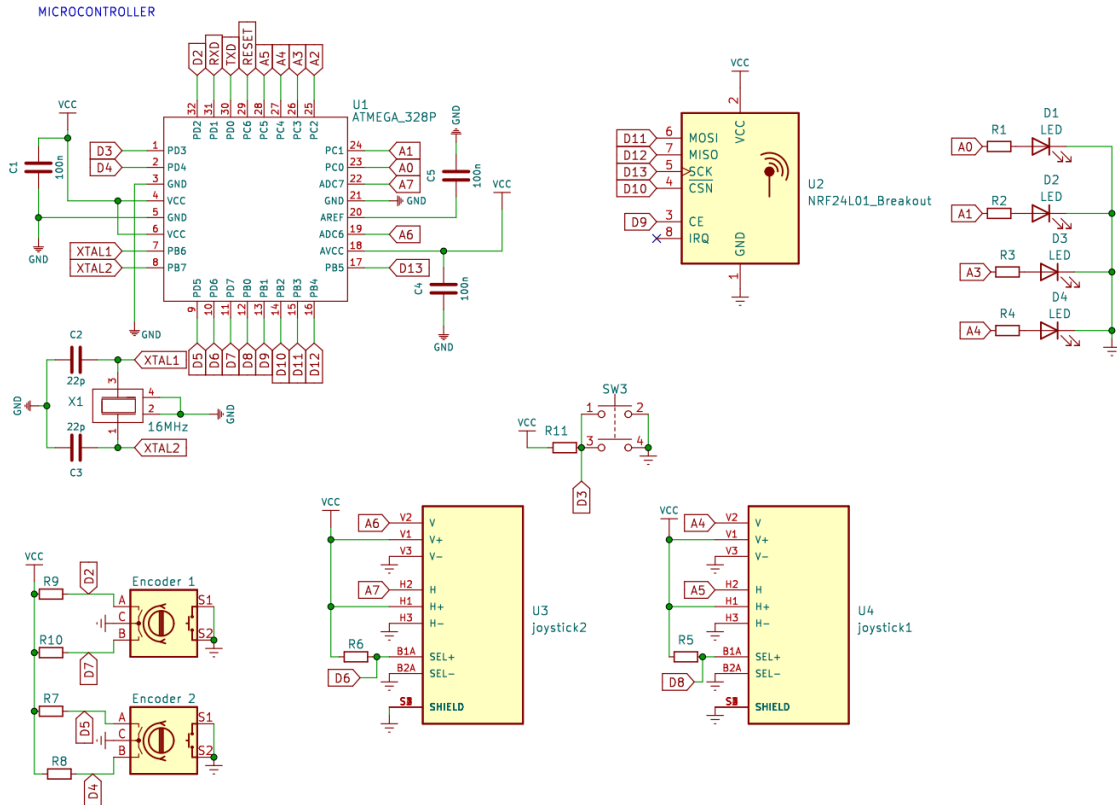 MICROCONTROLLER
D2
RXD
TXD
RESET
A5
A4
A3
A2
32
31
30
29
28
27
26
25
PD2
PD1
PD0
PC6
PC5
PC4
PC3
PC2
U1
ATMEGA_328P
VCC
C1
100n
GND
D3 1 PD3
D4 2 PD4
3 GND
4 VCC
5 GND
6 VCC
XTAL1 7 PB6
XTAL2 8 PB7
PC1 24 A1
PC0 23 A0
ADC7 22 A7
GND 21 GND
AREF 20
ADC6 19 A6
AVCC 18
PB5 17 D13
GND
C5
100n
VCC
C4
100n
GND
PD5
PD6
PD7
PB0
PB1
PB2
PB3
PB4
9
10
11
12
13
14
15
16
D5
D6
D7
D8
D9
D10
D11
D12
GND
C2
22p
XTAL1
GND
X1
3
4
2
1
GND
16MHz
22p
C3
XTAL2
VCC
2
VCC
D11 6 MOSI
D12 7 MISO
D13 5 SCK
D10 4 CSN
D9 3 CE
8 IRQ
GND
1
U2
NRF24L01_Breakout
D1
LED
A0 R1
D2
LED
A1 R2
D3
LED
A3 R3
D4
LED
A4 R4
SW3
VCC
R11
1 2
3 4
D3
VCC
R9
D2
Encoder 1
A
C
B
S1
S2
R10
D7
R7
D5
Encoder 2
A
C
B
S1
S2
R8
D4
VCC
A6 V2 V
V1 V+
V3 V-
A7 H2 H
H1 H+
H3 H-
R6
B1A SEL+
D6
B2A SEL-
SHIELD
U3
joystick2
VCC
A4 V2 V
V1 V+
V3 V-
A5 H2 H
H1 H+
H3 H-
R5
B1A SEL+
D8
B2A SEL-
SHIELD
U4
joystick1